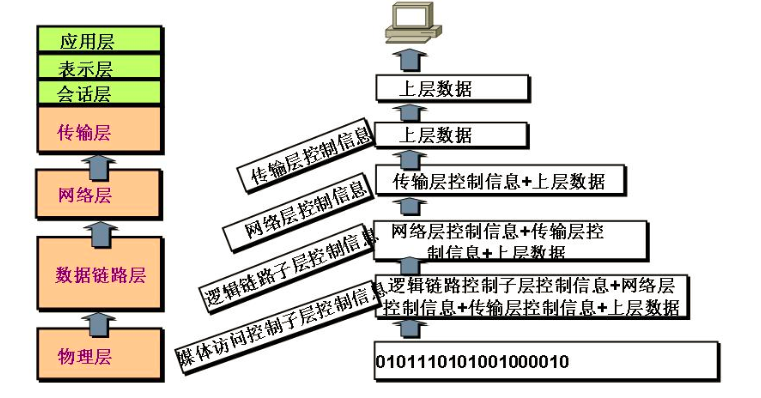 应用层
表示层
会话层
传输层
网络层
数据链路层
物理层
上层数据
上层数据
传输层控制信息
传输层控制信息+上层数据
网络层控制信息
网络层控制信息+传输层控
制信息+上层数据
逻辑链路子层控制信息
逻辑链路控制子层控制信息+网络层
控制信息+传输层控制信息+上层数据
媒体访问控制子层控制信息
0101110101001000010